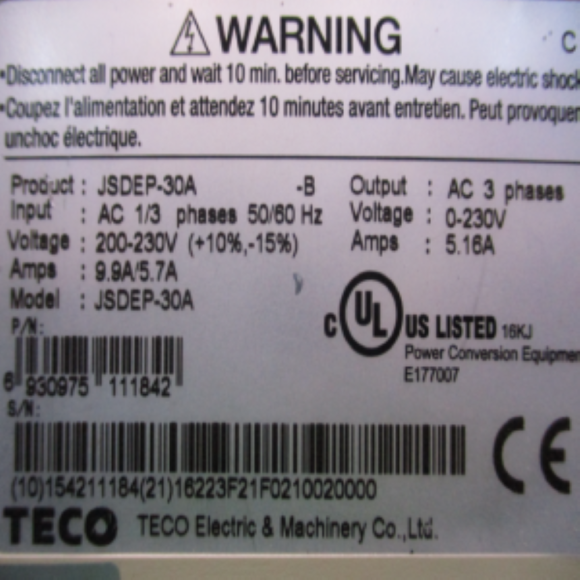 WARNING C
•Disconnect all power and wait 10 min. before servicing.May cause electric shock
•Coupez l'alimentation et attendez 10 minutes avant entretien. Peut provoquer
unchoc électrique.
Product : JSDEP-30A -B Output : AC 3 phases
Input : AC 1/3 phases 50/60 Hz Voltage : 0-230V
Voltage : 200-230V (+10%,-15%) Amps : 5.16A
Amps : 9.9A/5.7A
Model : JSDEP-30A
P/N:
C UL US LISTED 16KJ
Power Conversion Equipmen
E177007
6 930975 111842
S/N:
(10)154211184(21)16223F21F0210020000
CE
TECO TECO Electric & Machinery Co.,Ltd.